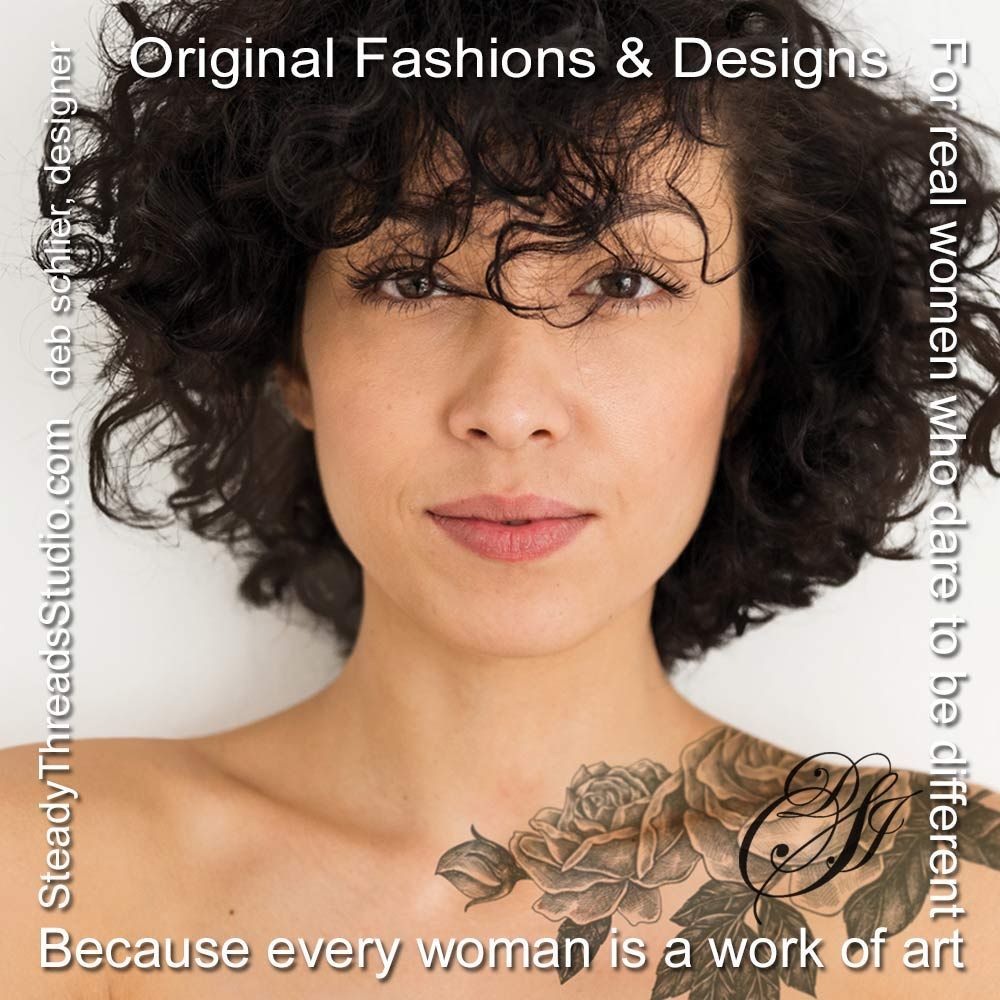 Original Fashions & Designs
For real women who dare to be different
SteadyThreadsStudio.com   deb schlier, designer
Because every woman is a work of art